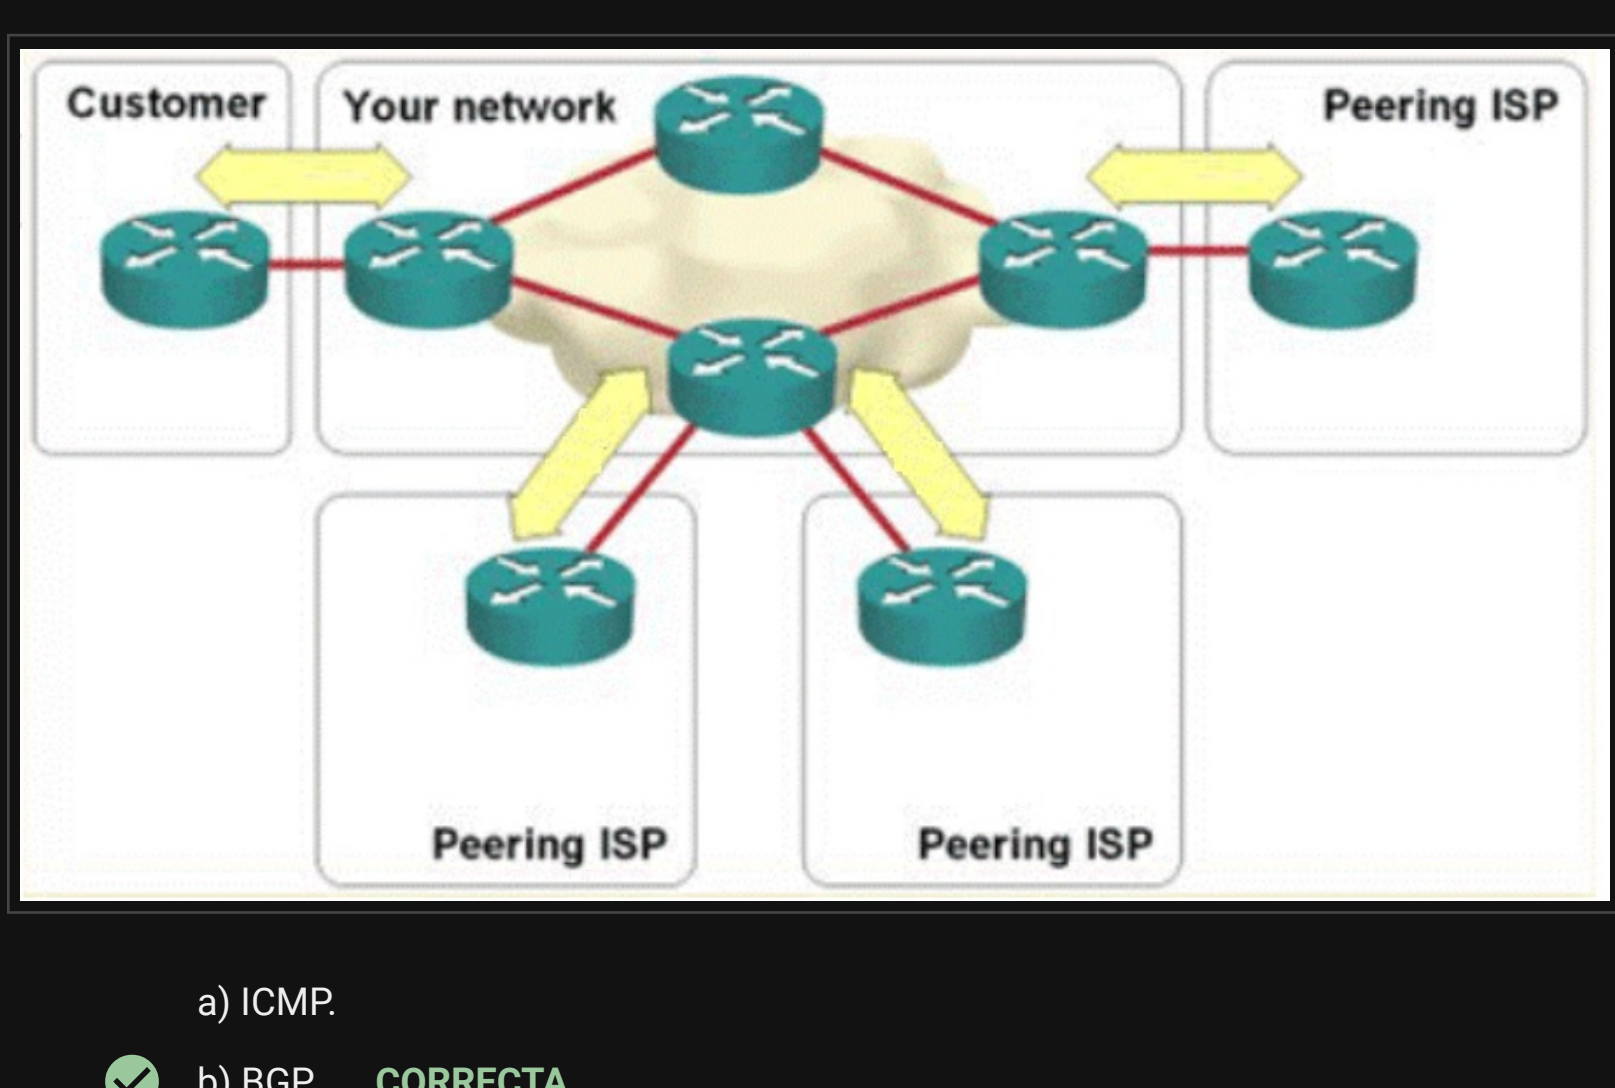 Customer
Your network
Peering ISP
Peering ISP
Peering ISP
a) ICMP.
b) BGP CORRECTA